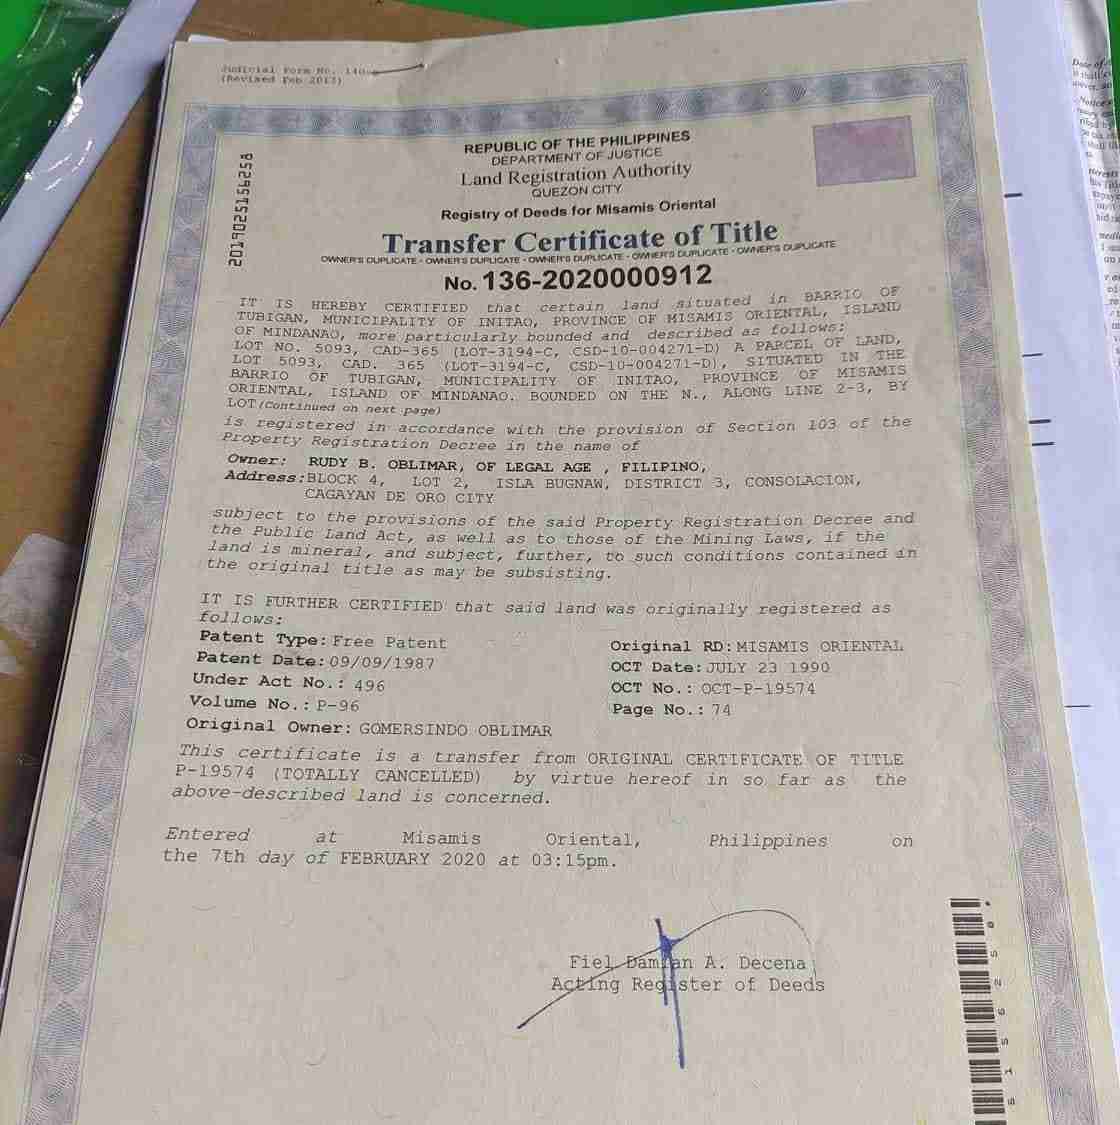 Judicial Form No. 140
(Revised Feb 2013)
2019025156258
REPUBLIC OF THE PHILIPPINES
DEPARTMENT OF JUSTICE
Land Registration Authority
QUEZON CITY
Registry of Deeds for Misamis Oriental
Transfer Certificate of Title
OWNER'S DUPLICATE - OWNER'S DUPLICATE - OWNER'S DUPLICATE - OWNER'S DUPLICATE - OWNER'S DUPLICATE
No. 136-2020000912
IT IS HEREBY CERTIFIED that certain land situated in BARRIO OF
TUBIGAN, MUNICIPALITY OF INITAO, PROVINCE OF MISAMIS ORIENTAL, ISLAND
OF MINDANAO, more particularly bounded and described as follows:
LOT NO. 5093, CAD-365 (LOT-3194-C, CSD-10-004271-D) A PARCEL OF LAND,
LOT 5093, CAD. 365 (LOT-3194-C, CSD-10-004271-D), SITUATED IN THE
BARRIO OF TUBIGAN, MUNICIPALITY OF INITAO, PROVINCE OF MISAMIS
ORIENTAL, ISLAND OF MINDANAO. BOUNDED ON THE N., ALONG LINE 2-3, BY
LOT (Continued on next page)
is registered in accordance with the provision of Section 103 of the
Property Registration Decree in the name of
Owner: RUDY B. OBLIMAR, OF LEGAL AGE , FILIPINO,
Address: BLOCK 4, LOT 2, ISLA BUGNAW, DISTRICT 3, CONSOLACION,
CAGAYAN DE ORO CITY
subject to the provisions of the said Property Registration Decree and
the Public Land Act, as well as to those of the Mining Laws, if the
land is mineral, and subject, further, to such conditions contained in
the original title as may be subsisting.
IT IS FURTHER CERTIFIED that said land was originally registered as
follows:
Patent Type: Free Patent
Original RD: MISAMIS ORIENTAL
Patent Date: 09/09/1987
OCT Date: JULY 23 1990
Under Act No.: 496
OCT No.: OCT-P-19574
Volume No.: P-96
Page No.: 74
Original Owner: GOMERSINDO OBLIMAR
This certificate is a transfer from ORIGINAL CERTIFICATE OF TITLE
P-19574 (TOTALLY CANCELLED) by virtue hereof in so far as the
above-described land is concerned.
Entered at Misamis Oriental, Philippines on
the 7th day of FEBRUARY 2020 at 03:15pm.
Fiel Damian A. Decena
Acting Register of Deeds